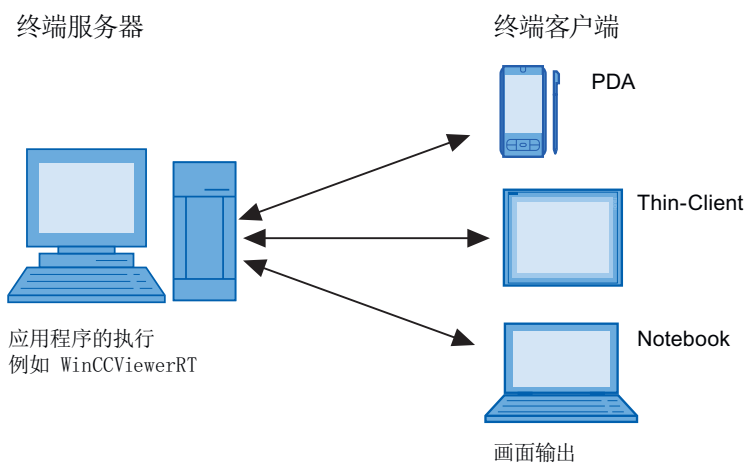 终端服务器
终端客户端
PDA
Thin-Client
应用程序的执行
例如 WinCCViewerRT
Notebook
画面输出